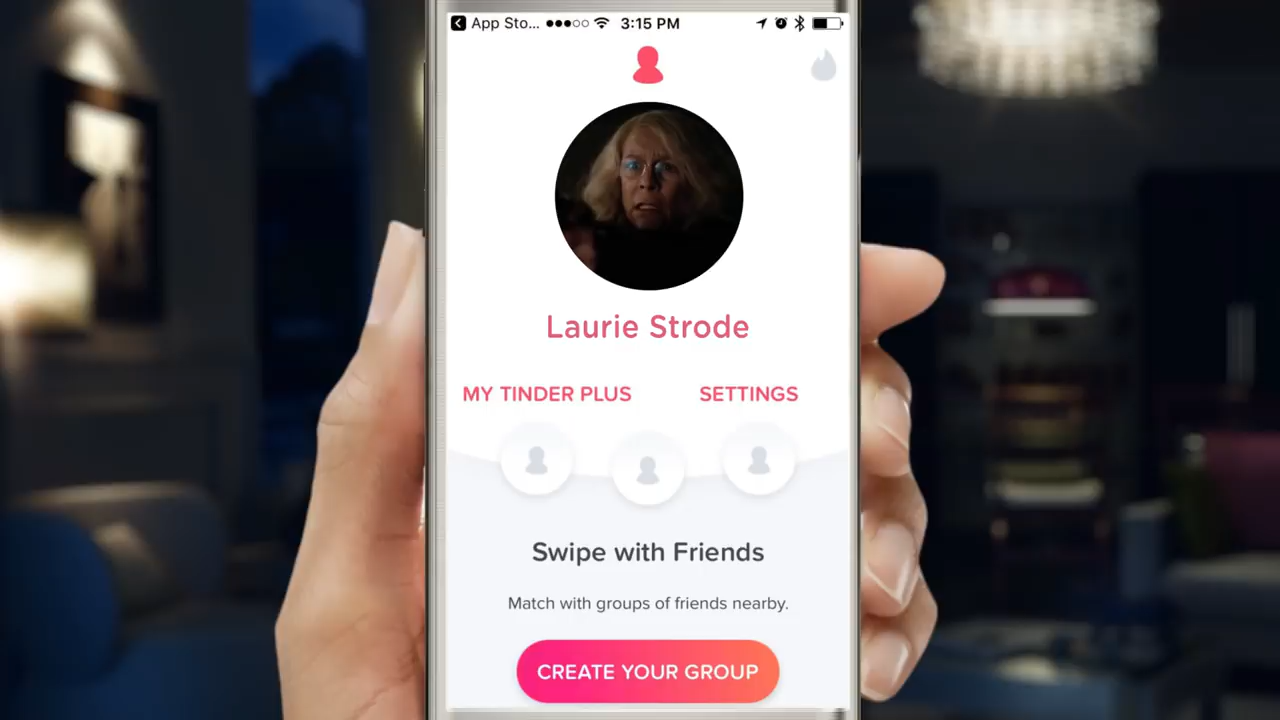 App Sto... 3:15 PM
Laurie Strode
MY TINDER PLUS SETTINGS
Swipe with Friends
Match with groups of friends nearby.
CREATE YOUR GROUP